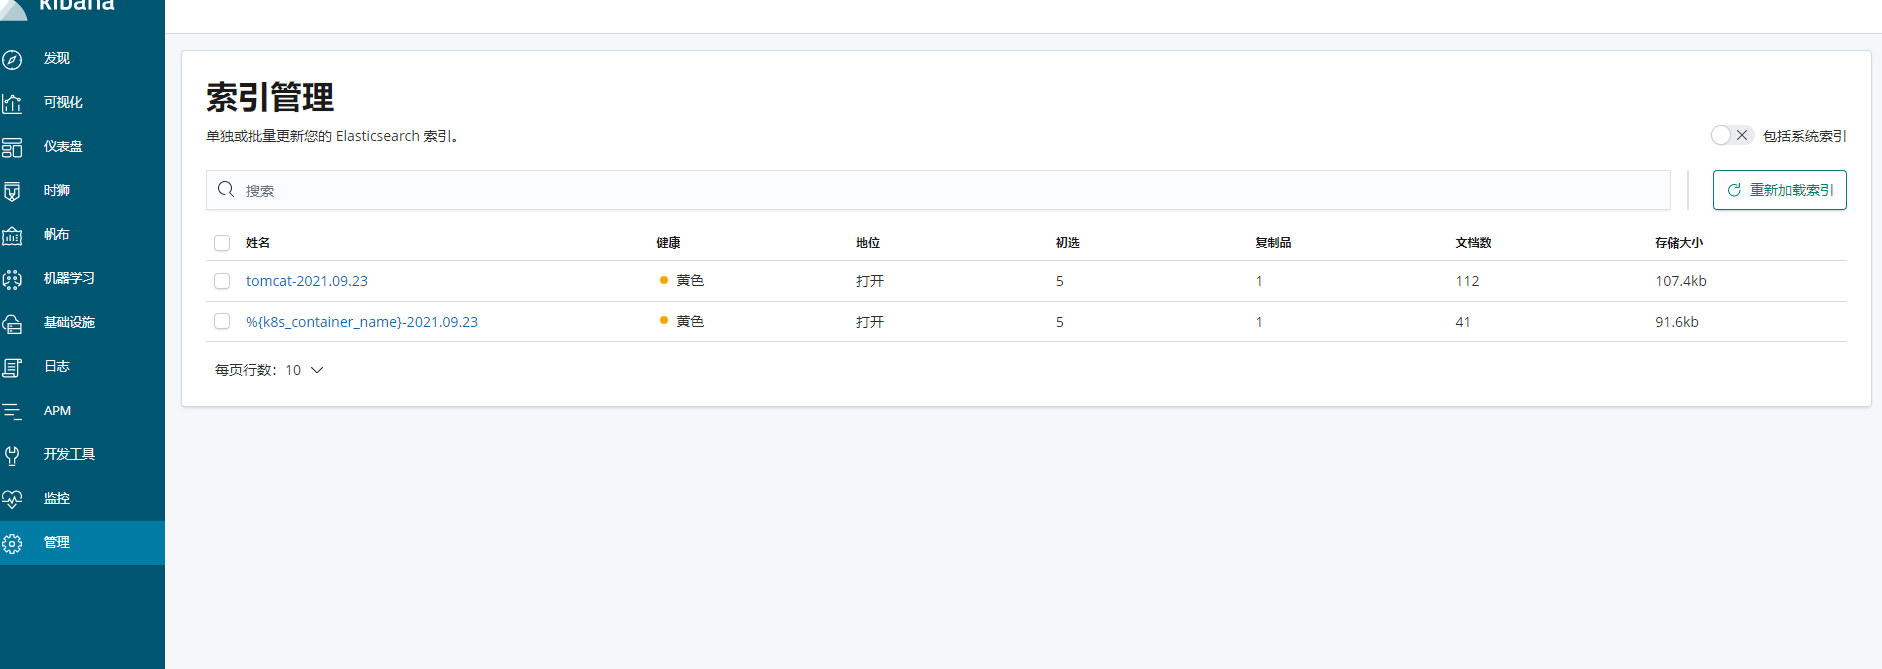 kibana
发现
可视化
仪表盘
时狮
帆布
机器学习
基础设施
日志
APM
开发工具
监控
管理
索引管理
单独或批量更新您的 Elasticsearch 索引。
包括系统索引
搜索
重新加载索引
姓名 健康 地位 初选 复制品 文档数 存储大小
tomcat-2021.09.23 黄色 打开 5 1 112 107.4kb
%{k8s_container_name}-2021.09.23 黄色 打开 5 1 41 91.6kb
每页行数：10